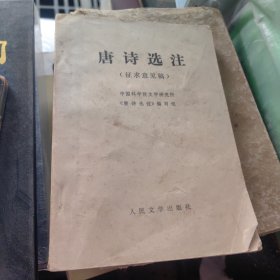 唐诗选注
（征求意见稿）
中国科学院文学研究所
《唐诗选注》编写组
人民文学出版社